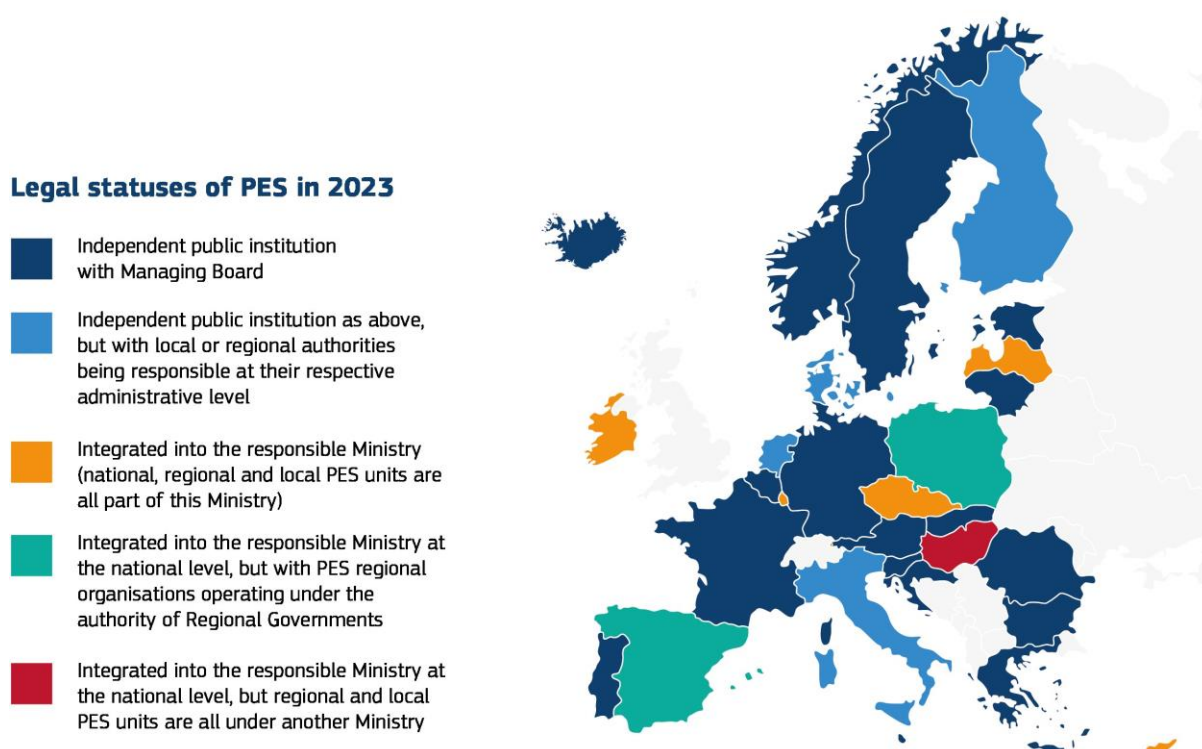 Legal statuses of PES in 2023
Independent public institution
with Managing Board
Independent public institution as above,
but with local or regional authorities
being responsible at their respective
administrative level
Integrated into the responsible Ministry
(national, regional and local PES units are
all part of this Ministry)
Integrated into the responsible Ministry at
the national level, but with PES regional
organisations operating under the
authority of Regional Governments
Integrated into the responsible Ministry at
the national level, but regional and local
PES units are all under another Ministry